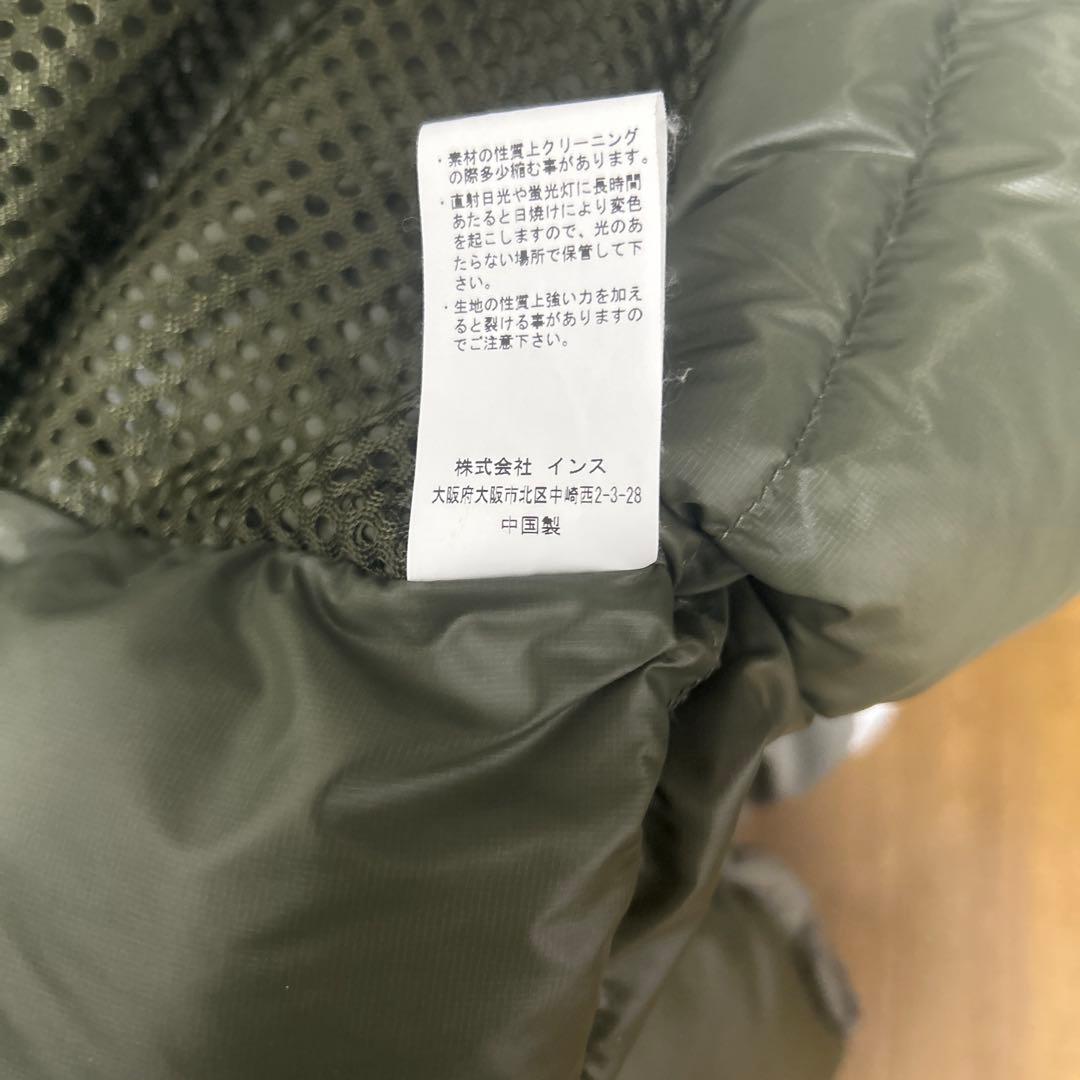 ・素材の性質上クリーニング
の際多少縮む事があります。
・直射日光や蛍光灯に長時間
あたると日焼けにより変色
を起こしますので、光のあ
たらない場所で保管して下
さい。
・生地の性質上強い力を加え
ると裂ける事がありますの
でご注意下さい。
株式会社 インス
大阪府大阪市北区中崎西2-3-28
中国製